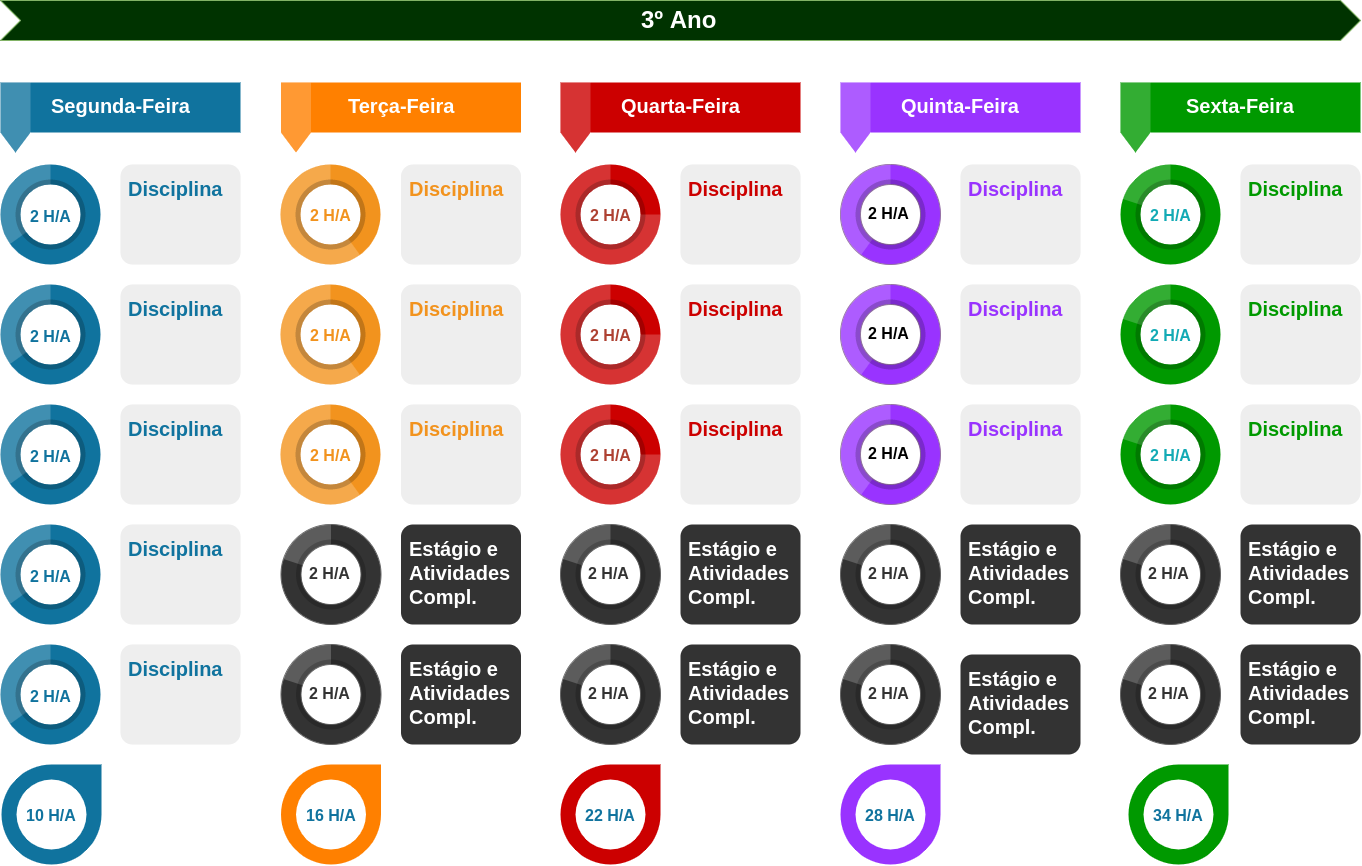 3º Ano
Segunda-Feira
Terça-Feira
Quarta-Feira
Quinta-Feira
Sexta-Feira
2 H/A
Disciplina
2 H/A
Disciplina
2 H/A
Disciplina
2 H/A
Disciplina
2 H/A
Disciplina
2 H/A
Disciplina
2 H/A
Disciplina
2 H/A
Disciplina
2 H/A
Disciplina
2 H/A
Disciplina
2 H/A
Disciplina
2 H/A
Disciplina
2 H/A
Disciplina
2 H/A
Disciplina
2 H/A
Disciplina
2 H/A
Disciplina
2 H/A
Estágio e
Atividades
Compl.
2 H/A
Estágio e
Atividades
Compl.
2 H/A
Estágio e
Atividades
Compl.
2 H/A
Estágio e
Atividades
Compl.
2 H/A
Disciplina
2 H/A
Estágio e
Atividades
Compl.
2 H/A
Estágio e
Atividades
Compl.
2 H/A
Estágio e
Atividades
Compl.
2 H/A
Estágio e
Atividades
Compl.
10 H/A
16 H/A
22 H/A
28 H/A
34 H/A